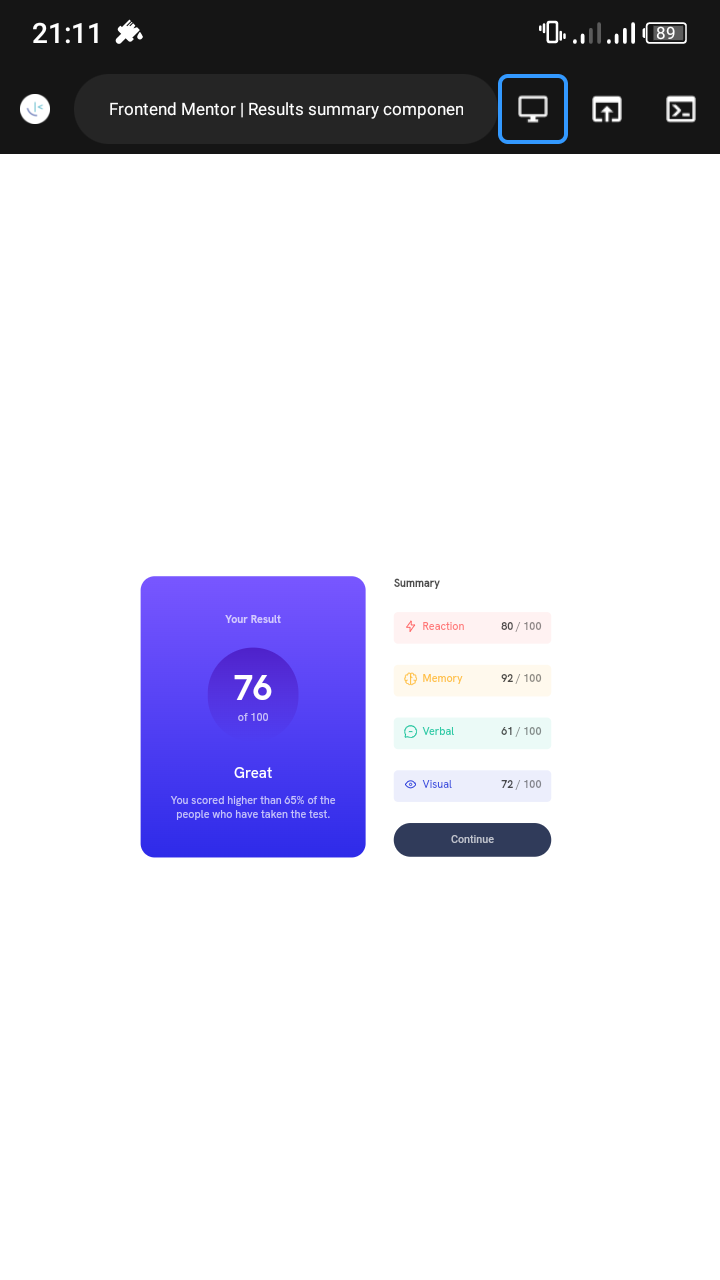 21:11
89
Frontend Mentor | Results summary componen
Your Result
76
of 100
Great
You scored higher than 65% of the
people who have taken the test.
Summary
Reaction 80 / 100
Memory 92 / 100
Verbal 61 / 100
Visual 72 / 100
Continue